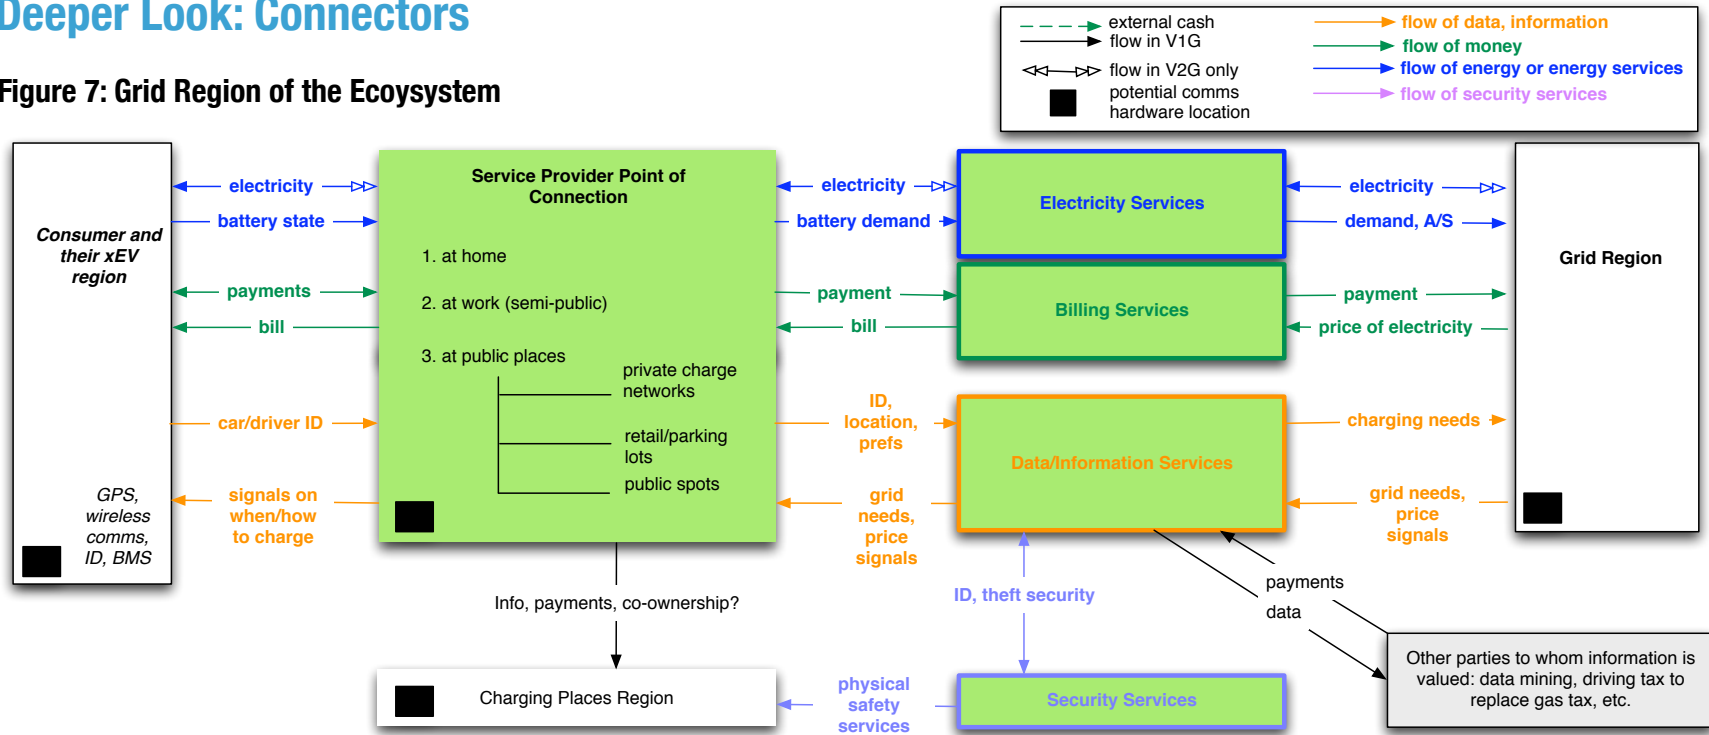 Deeper Look: Connectors
Figure 7: Grid Region of the Ecoysystem
external cash
flow in V1G
flow in V2G only
potential comms
hardware location
flow of data, information
flow of money
flow of energy or energy services
flow of security services
Consumer and
their xEV
region
GPS,
wireless
comms,
ID, BMS
electricity
battery state
payments
bill
car/driver ID
signals on
when/how
to charge
Service Provider Point of
Connection
1. at home
2. at work (semi-public)
3. at public places
private charge
networks
retail/parking
lots
public spots
electricity
battery demand
payment
bill
ID,
location,
prefs
grid
needs,
price
signals
Electricity Services
Billing Services
Data/Information Services
electricity
demand, A/S
payment
price of electricity
charging needs
grid needs,
price
signals
Grid Region
Info, payments, co-ownership?
ID, theft security
payments
data
Charging Places Region
physical
safety
services
Security Services
Other parties to whom information is
valued: data mining, driving tax to
replace gas tax, etc.